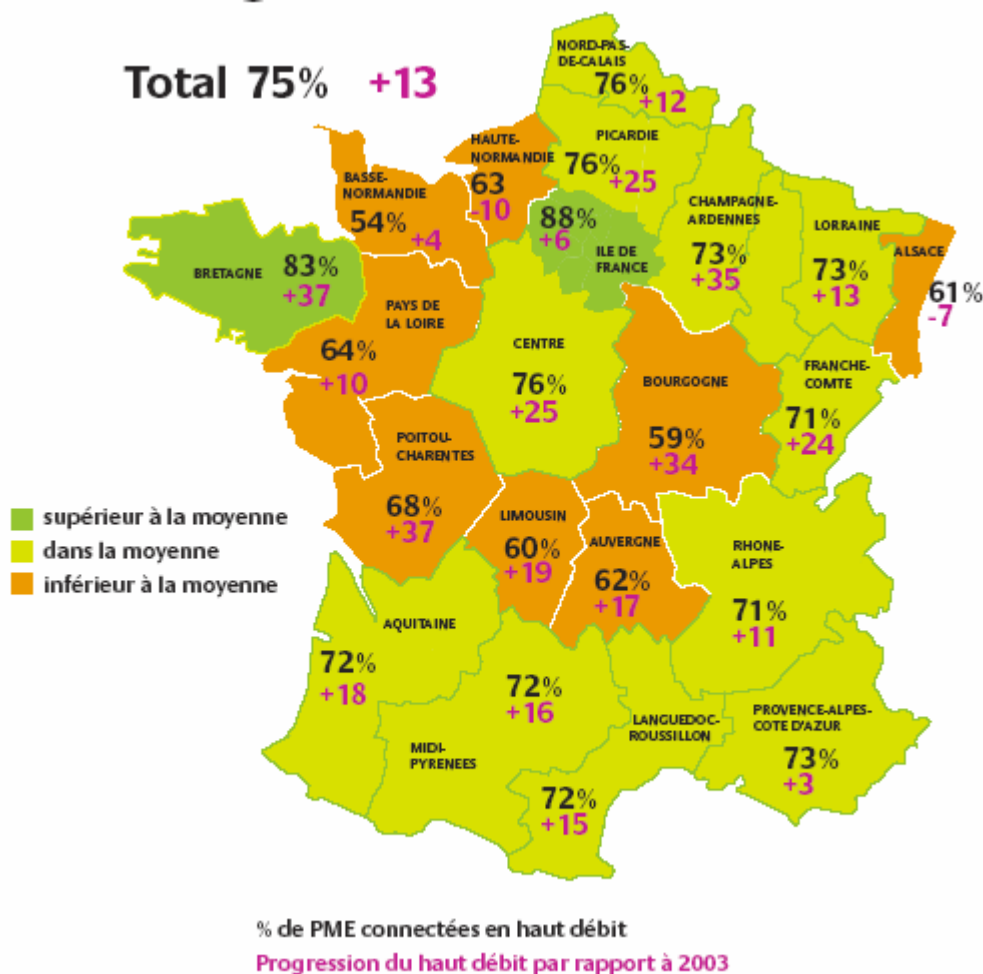 Total 75% +13
NORD-PAS-
DE-CALAIS
76%
+12
HAUTE-
NORMANDIE
63
-10
PICARDIE
76%
+25
BASSE-
NORMANDIE
54%
+4
88%
+6
ILE DE
FRANCE
CHAMPAGNE-
ARDENNES
73%
+35
LORRAINE
73%
+13
ALSACE
61%
-7
BRETAGNE 83%
+37
PAYS DE
LA LOIRE
64%
+10
CENTRE
76%
+25
BOURGOGNE
59%
+34
FRANCHE-
COMTE
71%
+24
POITOU-
CHARENTES
68%
+37
supérieur à la moyenne
dans la moyenne
inférieur à la moyenne
LIMOUSIN
60%
+19
AUVERGNE
62%
+17
RHONE-
ALPES
71%
+11
AQUITAINE
72%
+18
72%
+16
MIDI-
PYRENEES
LANGUEDOC-
ROUSSILLON
72%
+15
PROVENCE-ALPES-
COTE D'AZUR
73%
+3
% de PME connectées en haut débit
Progression du haut débit par rapport à 2003